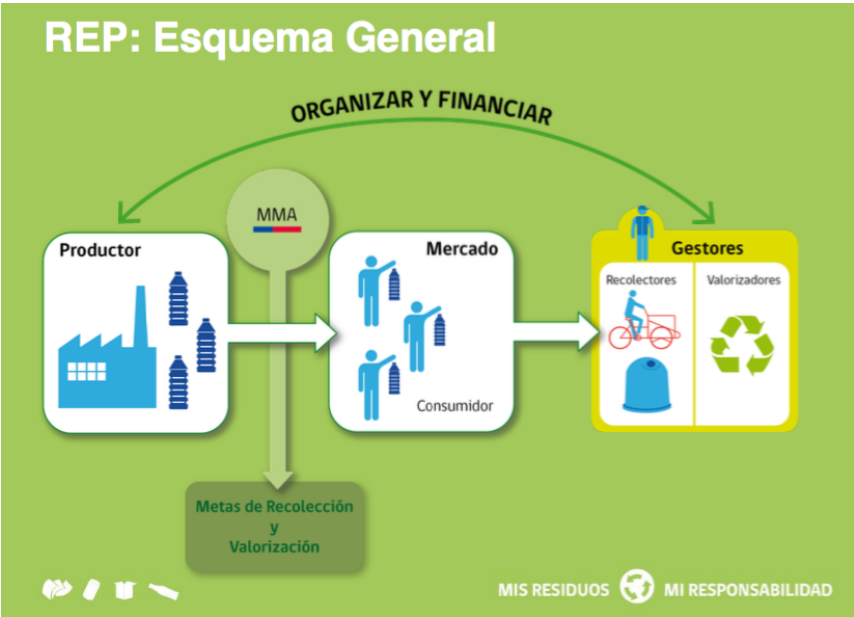 REP: Esquema General
ORGANIZAR Y FINANCIAR
MMA
Productor
Mercado
Gestores
Recolectores
Valorizadores
Consumidor
Metas de Recolección
y
Valorización
MIS RESIDUOS MI RESPONSABILIDAD